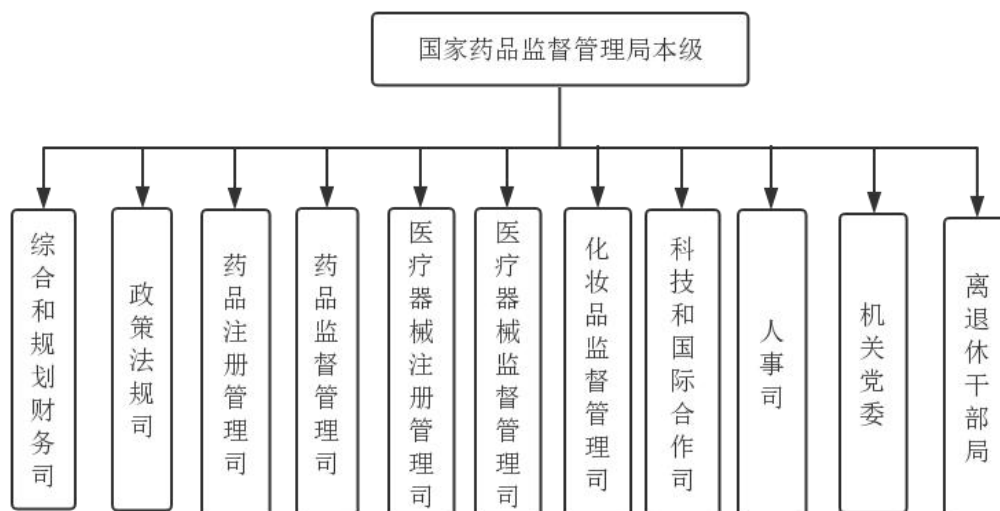 国家药品监督管理局本级
综合和规划财务司
政策法规司
药品注册管理司
药品监督管理司
医疗器械注册管理司
医疗器械监督管理司
化妆品监督管理司
科技和国际合作司
人事司
机关党委
离退休干部局